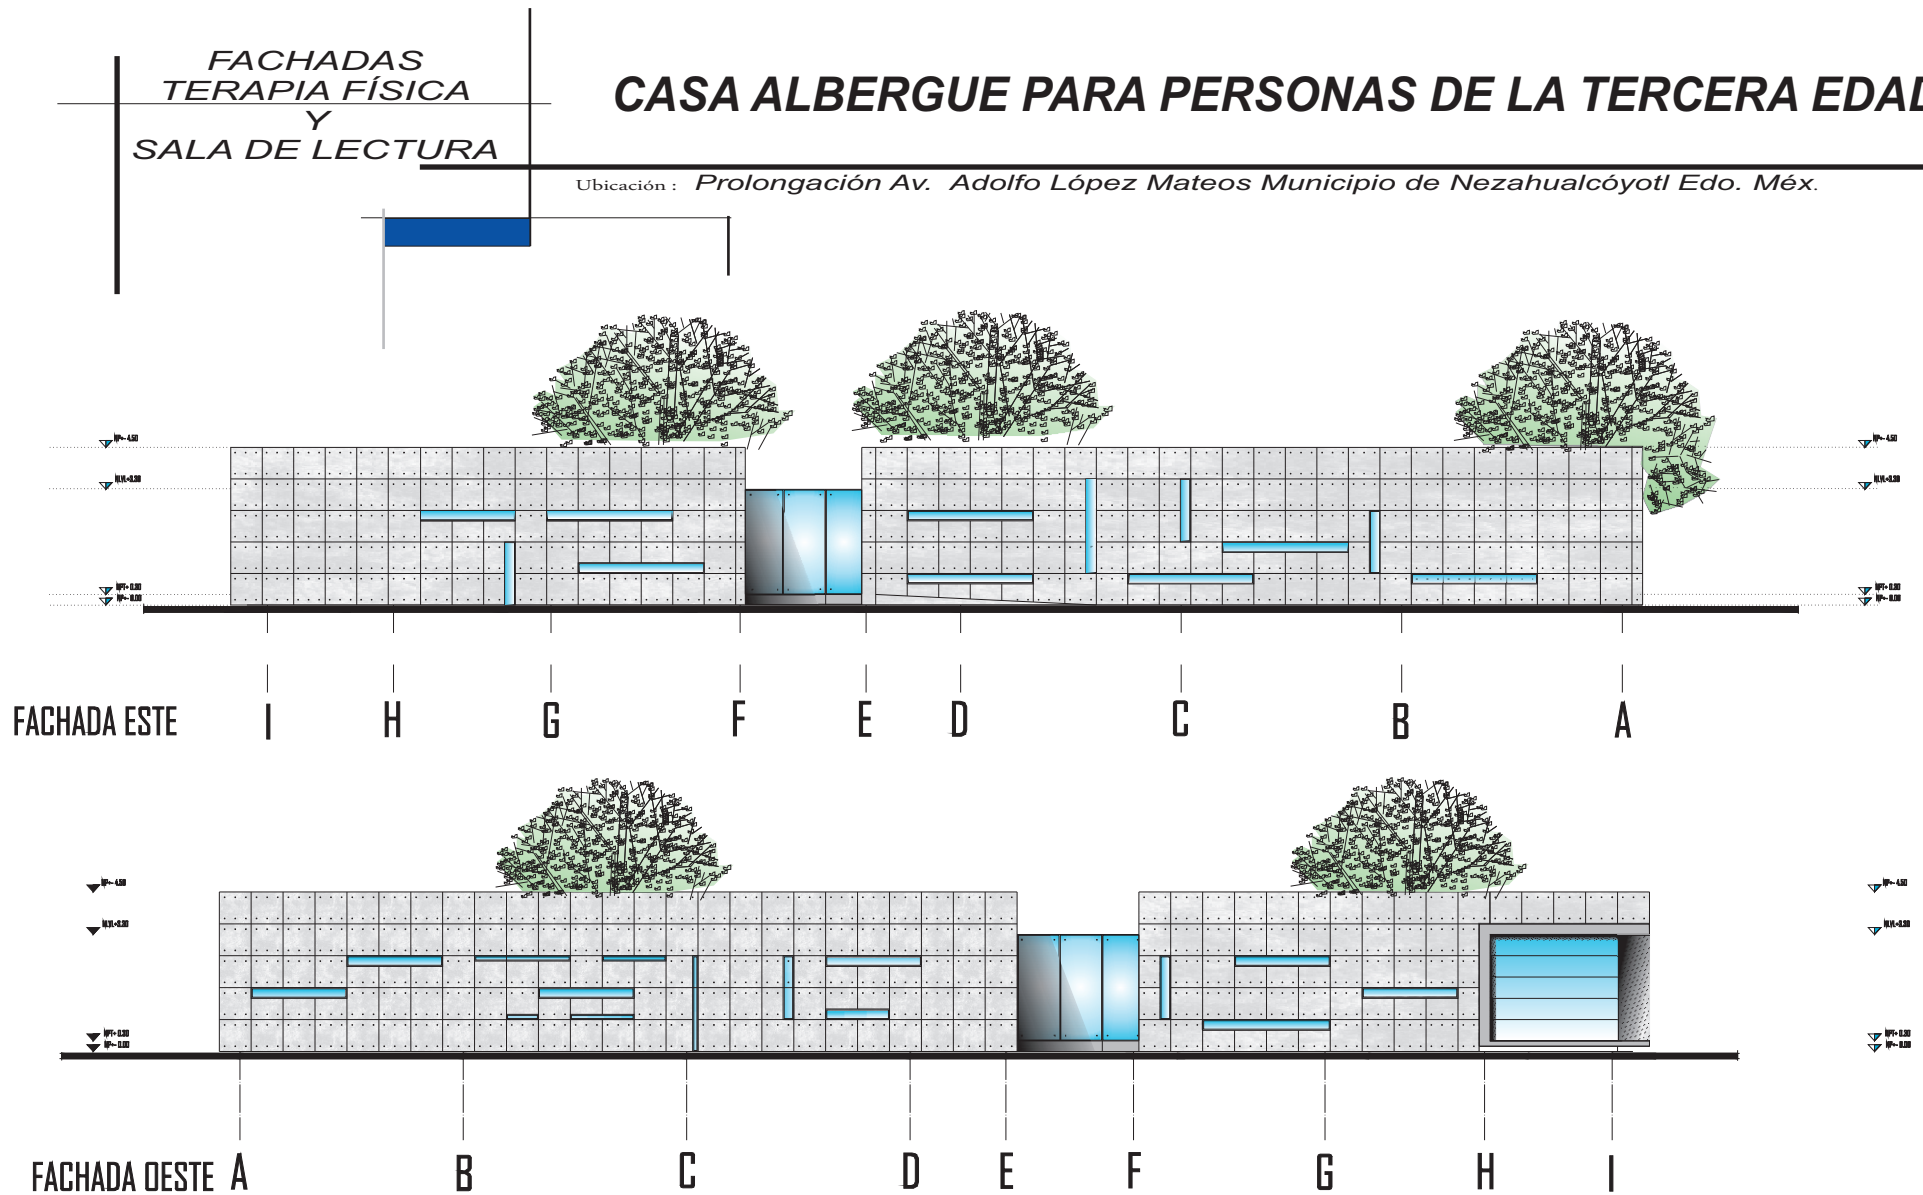 FACHADAS
TERAPIA FÍSICA
Y
SALA DE LECTURA
CASA ALBERGUE PARA PERSONAS DE LA TERCERA EDAD
Ubicación : Prolongación Av. Adolfo López Mateos Municipio de Nezahualcóyotl Edo. Méx.
FACHADA ESTE I H G F E D C B A
FACHADA OESTE A B C D E F G H I